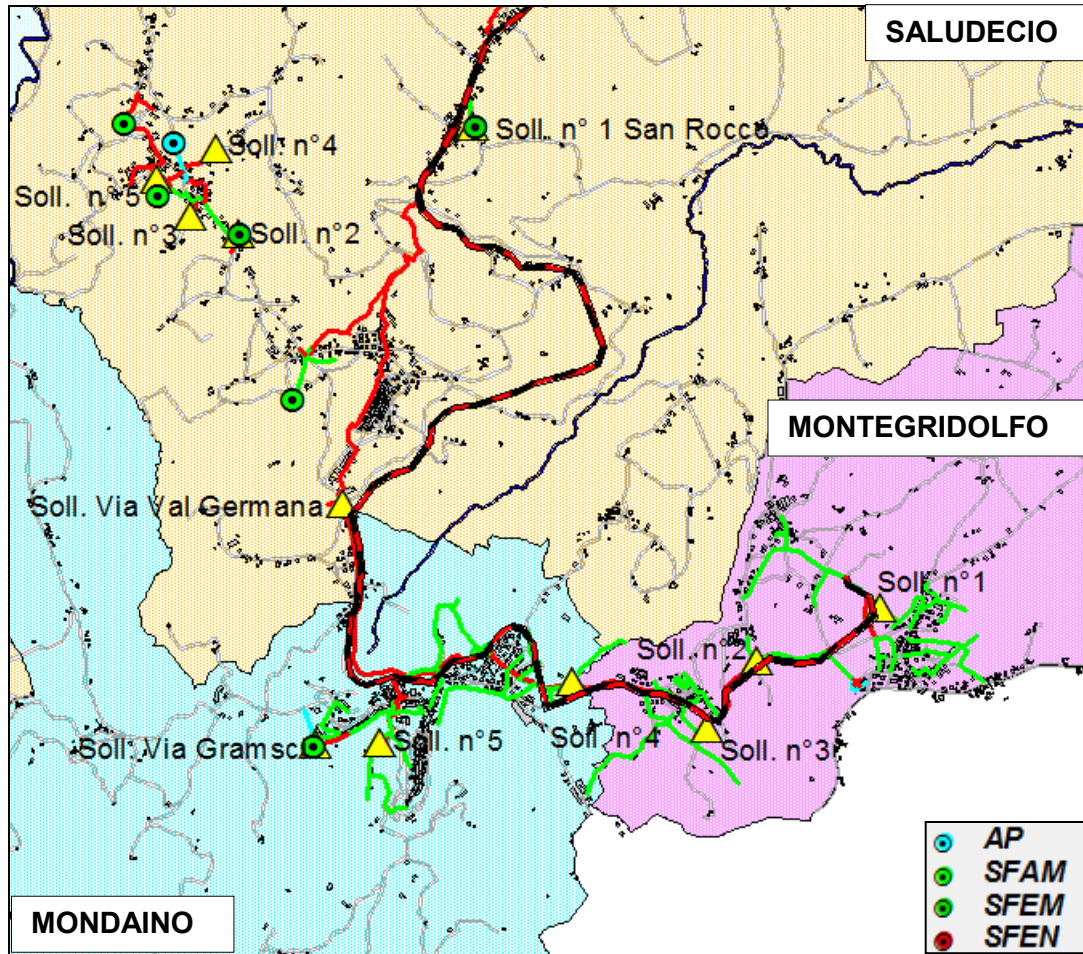 SALUDECIO
Soll. n° 1 San Rocco
Soll. n°4
Soll. n°5
Soll. n°3
Soll. n°2
MONTEGRIDOLFO
Soll. Via Val Germana
Soll. n°1
Soll. n°2
Soll. Via Gramsc
Soll. n°5
Soll. n°4
Soll. n°3
MONDAINO
AP
SFAM
SFEM
SFEN